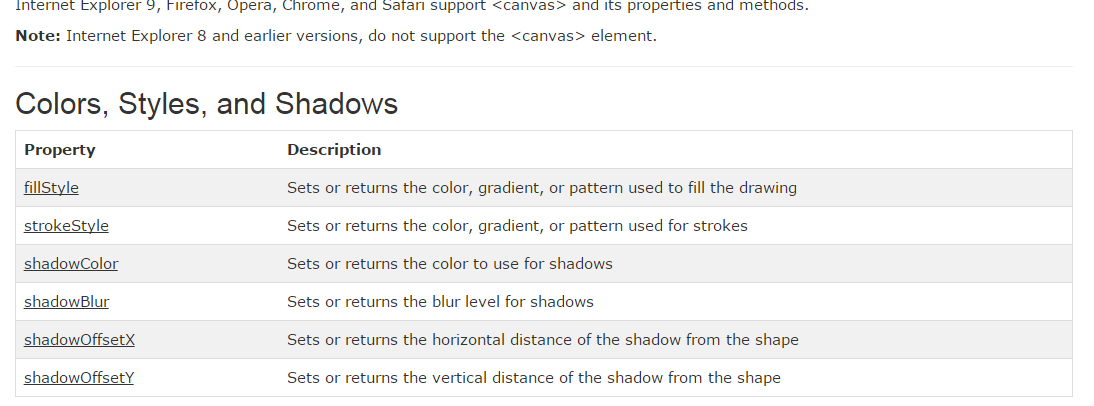 Internet Explorer 9, Firefox, Opera, Chrome, and Safari support <canvas> and its properties and methods.
Note: Internet Explorer 8 and earlier versions, do not support the <canvas> element.
Colors, Styles, and Shadows
Property Description
fillStyle Sets or returns the color, gradient, or pattern used to fill the drawing
strokeStyle Sets or returns the color, gradient, or pattern used for strokes
shadowColor Sets or returns the color to use for shadows
shadowBlur Sets or returns the blur level for shadows
shadowOffsetX Sets or returns the horizontal distance of the shadow from the shape
shadowOffsetY Sets or returns the vertical distance of the shadow from the shape